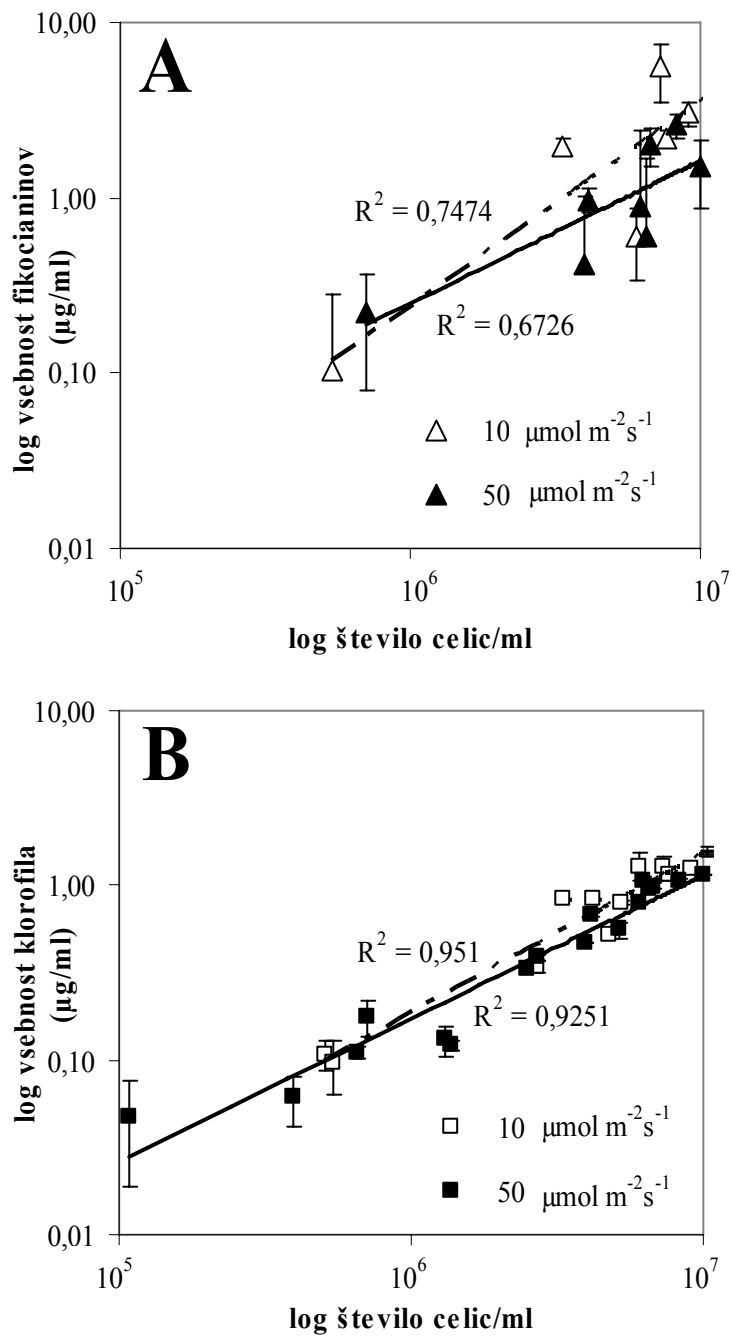 A
10,00
1,00
0,10
0,01
log vsebnost fikocianinov
(µg/ml)
R² = 0,7474
R² = 0,6726
10 µmol m⁻²s⁻¹
50 µmol m⁻²s⁻¹
10⁵ 10⁶ 10⁷
log število celic/ml
B
10,00
1,00
0,10
0,01
log vsebnost klorofila
(µg/ml)
R² = 0,951
R² = 0,9251
10 µmol m⁻²s⁻¹
50 µmol m⁻²s⁻¹
10⁵ 10⁶ 10⁷
log število celic/ml